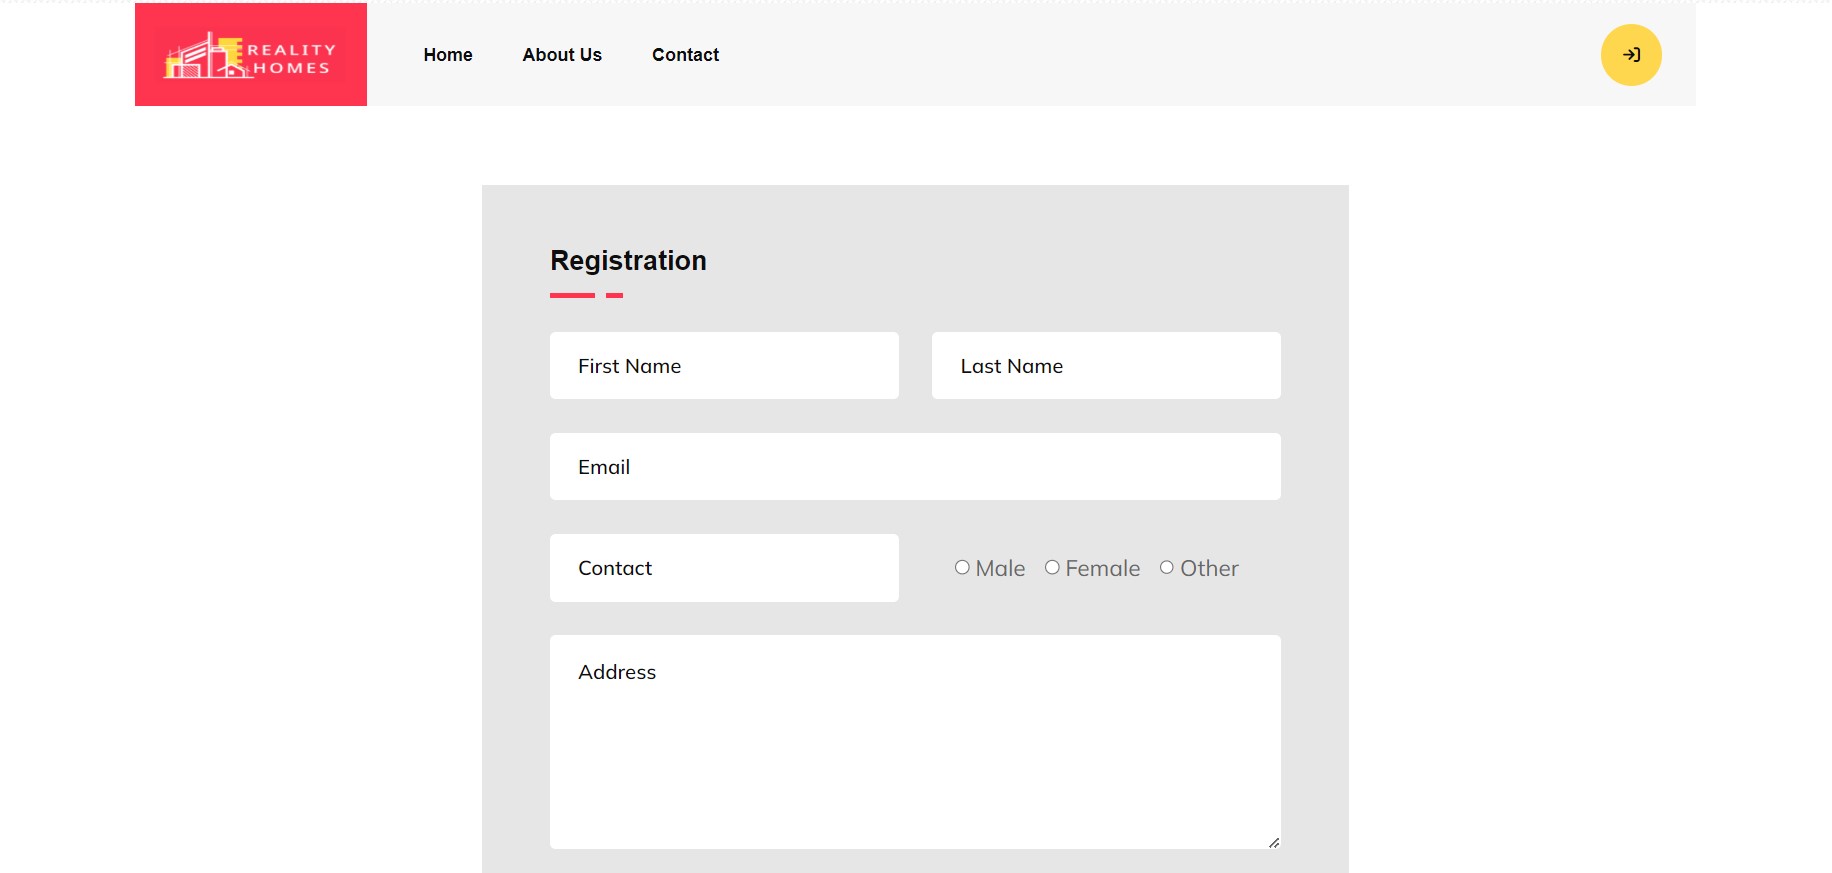 REALITY
HOMES
Home About Us Contact
Registration
First Name Last Name
Email
Contact Male Female Other
Address